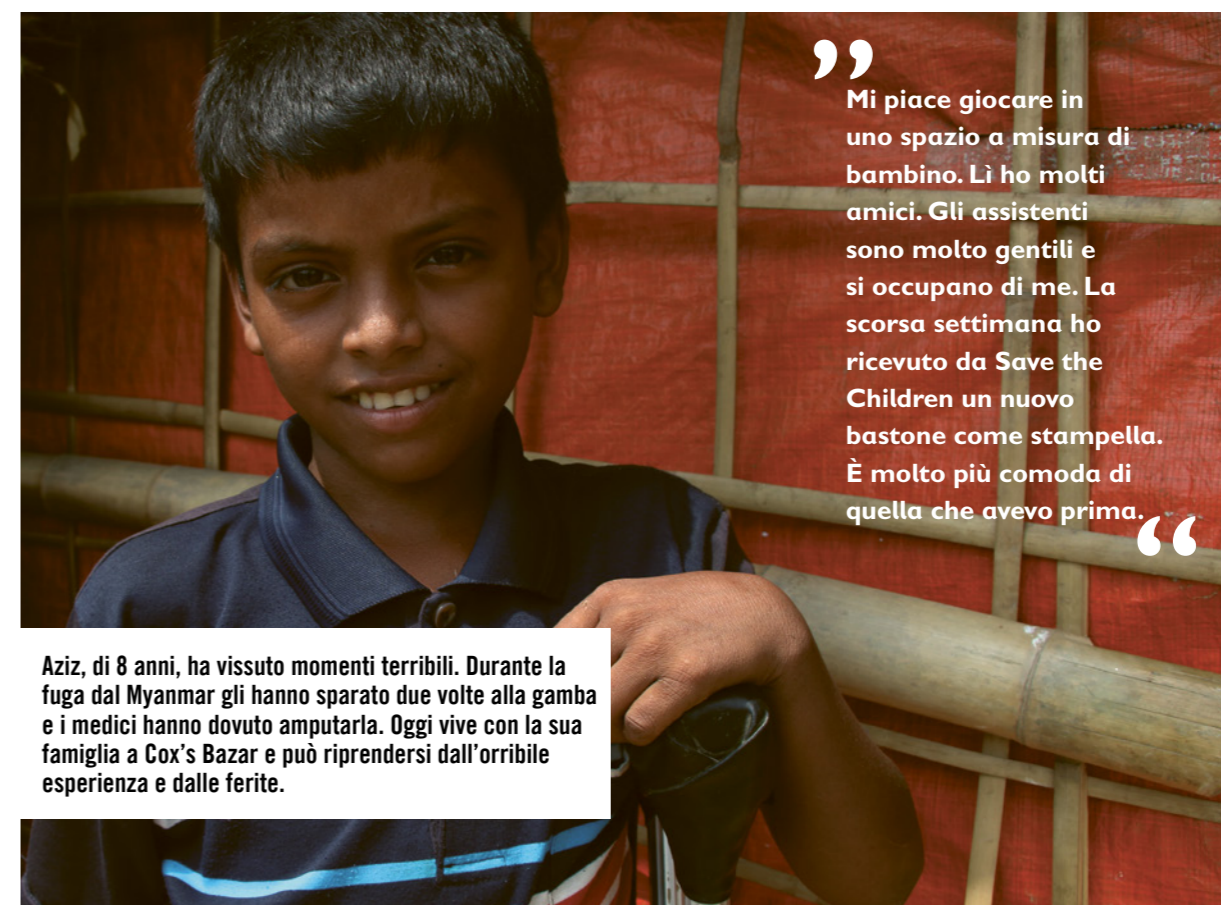 ”
Mi piace giocare in
uno spazio a misura di
bambino. Lì ho molti
amici. Gli assistenti
sono molto gentili e
si occupano di me. La
scorsa settimana ho
ricevuto da Save the
Children un nuovo
bastone come stampella.
È molto più comoda di
quella che avevo prima.
“
Aziz, di 8 anni, ha vissuto momenti terribili. Durante la
fuga dal Myanmar gli hanno sparato due volte alla gamba
e i medici hanno dovuto amputarla. Oggi vive con la sua
famiglia a Cox’s Bazar e può riprendersi dall’orribile
esperienza e dalle ferite.